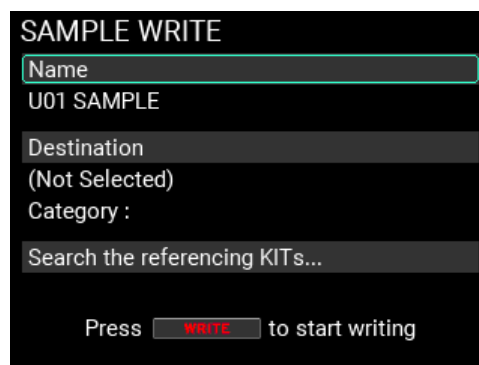 SAMPLE WRITE
Name
U01 SAMPLE
Destination
(Not Selected)
Category :
Search the referencing KITs...
Press WRITE to start writing